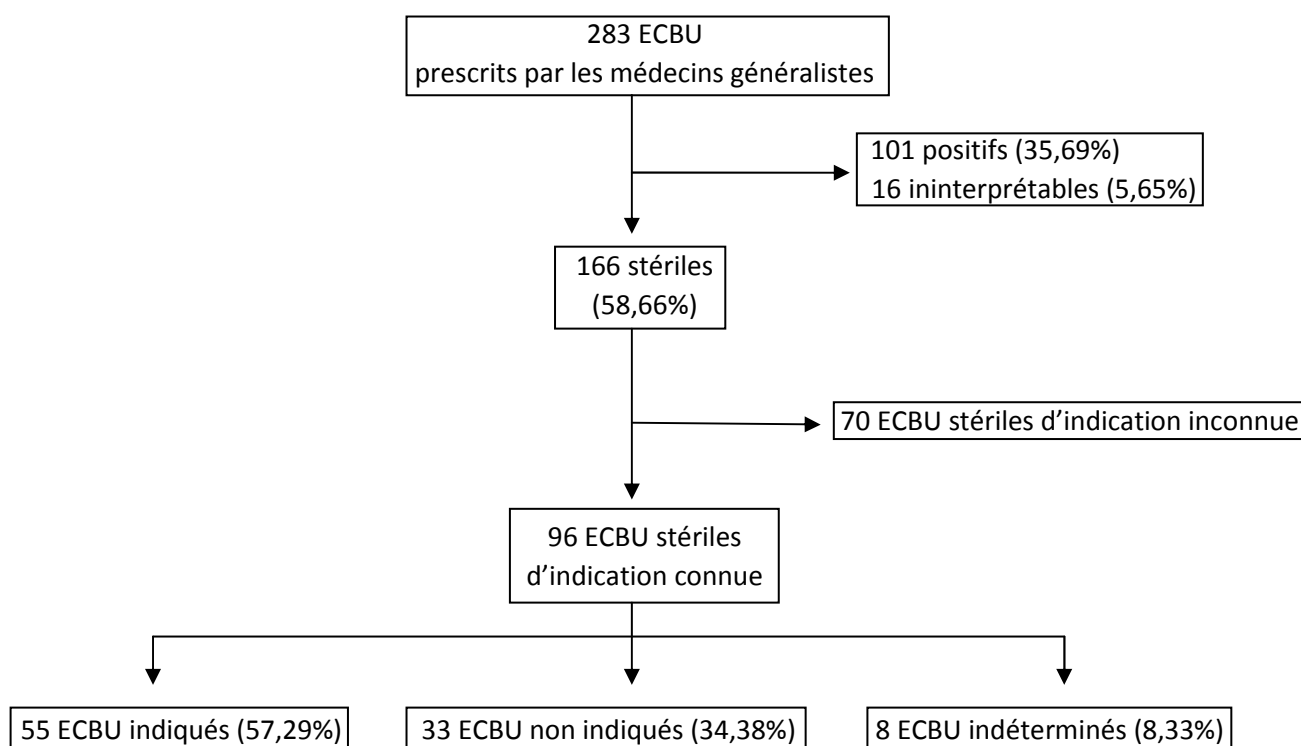 283 ECBU
prescrits par les médecins généralistes
101 positifs (35,69%)
16 ininterprétables (5,65%)
166 stériles
(58,66%)
70 ECBU stériles d’indication inconnue
96 ECBU stériles
d’indication connue
55 ECBU indiqués (57,29%)
33 ECBU non indiqués (34,38%)
8 ECBU indéterminés (8,33%)